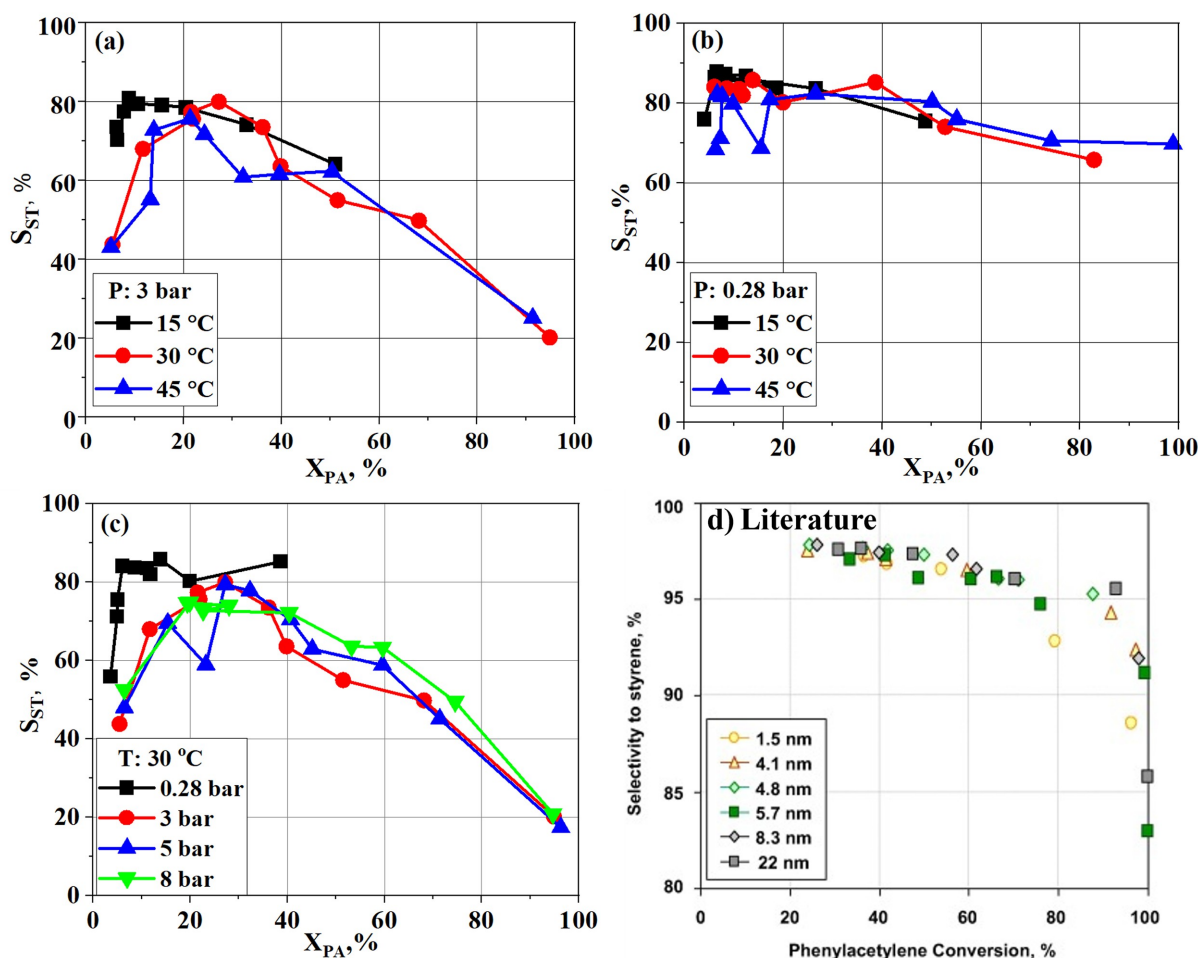 (a)
100
80
60
40
20
0
S_ST, %
P: 3 bar
15 °C
30 °C
45 °C
0 20 40 60 80 100
X_PA, %
(b)
100
80
60
40
20
0
S_ST,%
P: 0.28 bar
15 °C
30 °C
45 °C
0 20 40 60 80 100
X_PA,%
(c)
100
80
60
40
20
0
S_ST, %
T: 30 °C
0.28 bar
3 bar
5 bar
8 bar
0 20 40 60 80 100
X_PA,%
d) Literature
100
95
90
85
80
Selectivity to styrene, %
1.5 nm
4.1 nm
4.8 nm
5.7 nm
8.3 nm
22 nm
0 20 40 60 80 100
Phenylacetylene Conversion, %